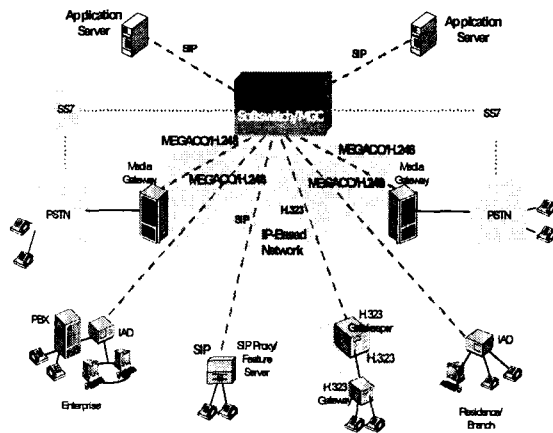 Application
Server
Application
Server
SIP
SIP
SS7
Softswitch/MGC
SS7
MEGACO/H.248
MEGACO/H.248
Media
Gateway
MEGACO/H.248
MEGACO/H.248
Media
Gateway
PSTN
SIP
H.323
PSTN
IP-Based
Network
PBX
IAD
SIP
SIP Proxy/
Feature
Server
H.323
Gatekeeper
H.323
IAD
H.323
Gateway
Enterprise
Residence/
Branch